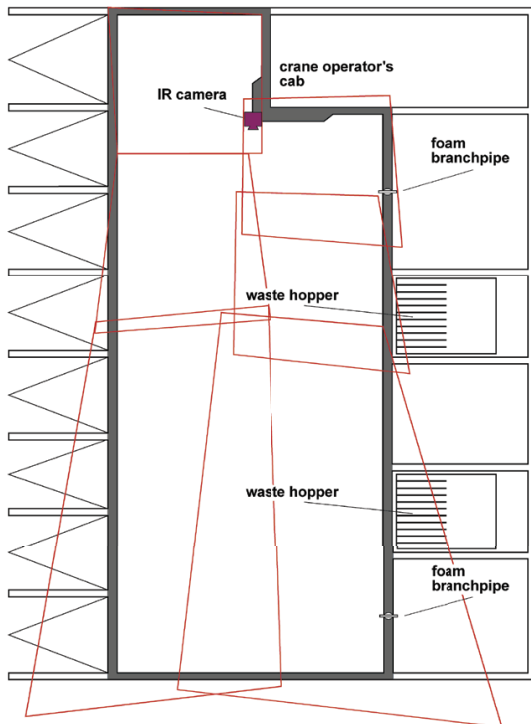 crane operator's
cab
IR camera
foam
branchpipe
waste hopper
waste hopper
foam
branchpipe